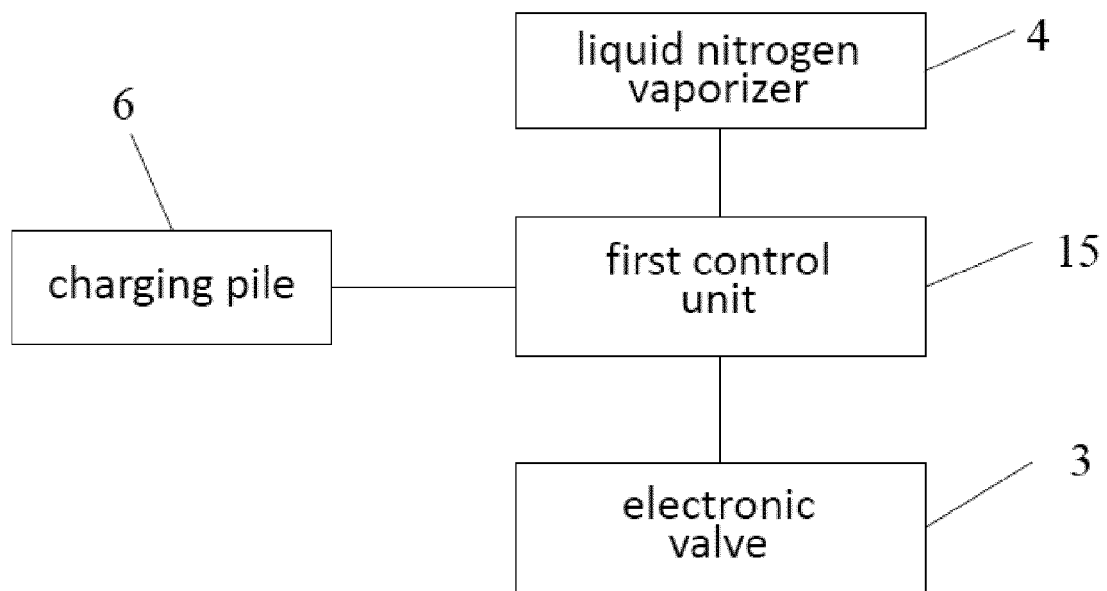 liquid nitrogen
vaporizer
4
6
charging pile
first control
unit
15
electronic
valve
3